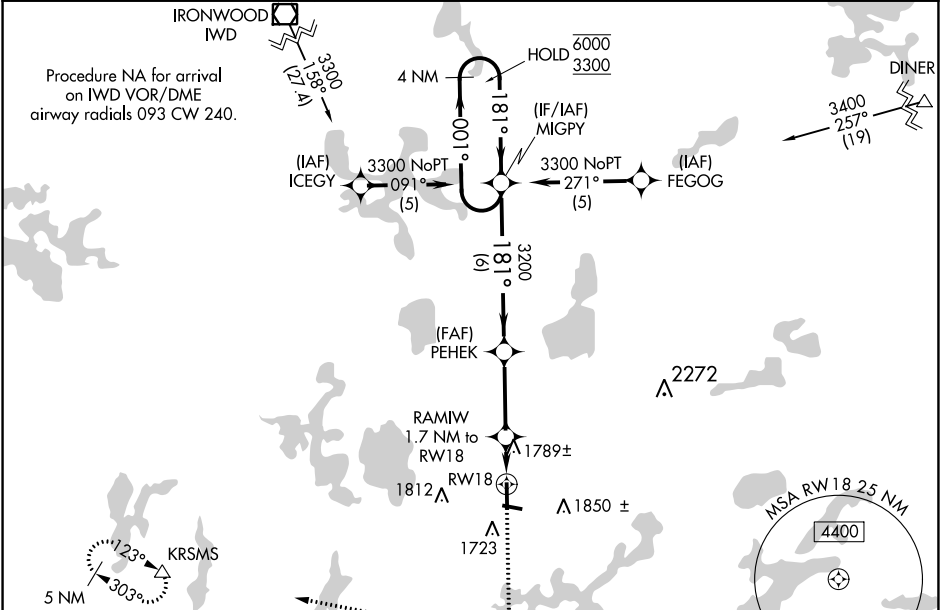 IRONWOOD
IWD
3300
158°
(27.4)
Procedure NA for arrival
on IWD VOR/DME
airway radials 093 CW 240.
HOLD 6000
3300
4 NM
001°
181°
(IF/IAF)
MIGPY
DINER
3400
257°
(19)
(IAF)
ICEGY
3300 NoPT
091°
(5)
3300 NoPT
271°
(5)
(IAF)
FEGOG
3200
181°
(6)
(FAF)
PEHEK
2272
RAMIW
1.7 NM to
RW18
1789±
RW18
1812
1850 ±
1723
MSA RW18 25 NM
4400
123°
KRSMS
303°
5 NM